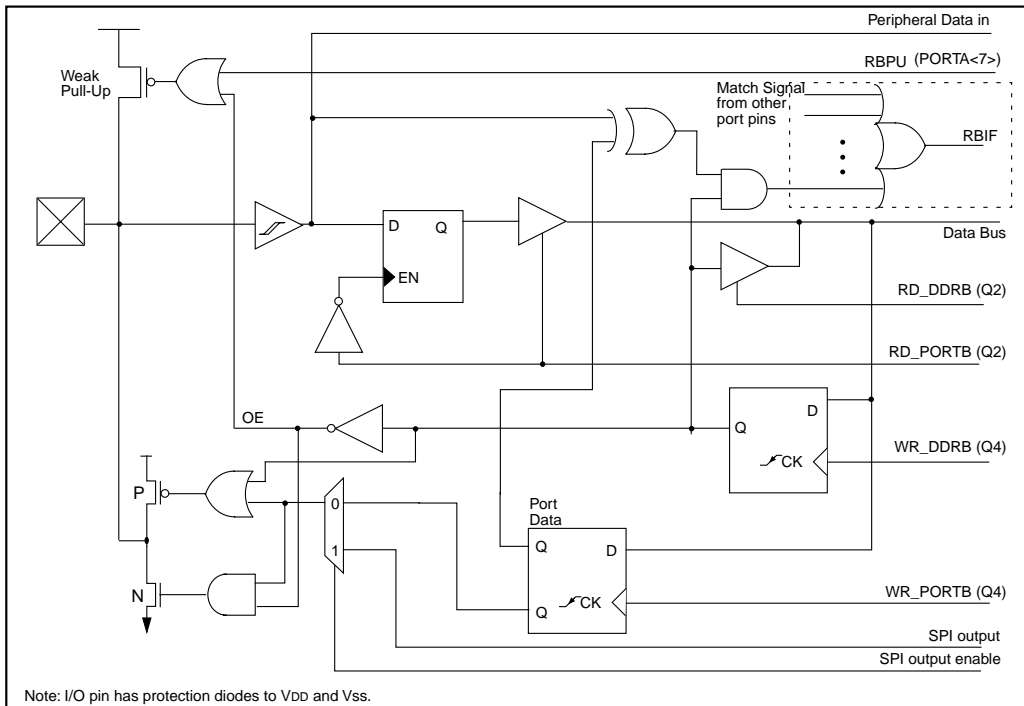 Peripheral Data in
RBPU (PORTA<7>)
Weak
Pull-Up
Match Signal
from other
port pins
RBIF
D
Q
EN
Data Bus
RD_DDRB (Q2)
RD_PORTB (Q2)
OE
D
Q
CK
WR_DDRB (Q4)
P
0
1
Port
Data
Q
D
Q
CK
N
WR_PORTB (Q4)
SPI output
SPI output enable
Note: I/O pin has protection diodes to VDD and Vss.